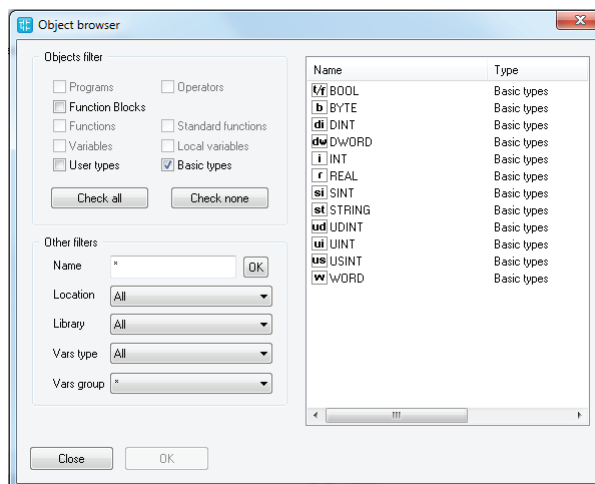 Object browser
Objects filter
Programs
Operators
Function Blocks
Functions
Standard functions
Variables
Local variables
User types
Basic types
Check all
Check none
Other filters
Name * OK
Location All
Library All
Vars type All
Vars group *
Close
OK
Name Type
t/f BOOL Basic types
b BYTE Basic types
di DINT Basic types
dw DWORD Basic types
i INT Basic types
r REAL Basic types
si SINT Basic types
st STRING Basic types
ud UDINT Basic types
ui UINT Basic types
us USINT Basic types
w WORD Basic types